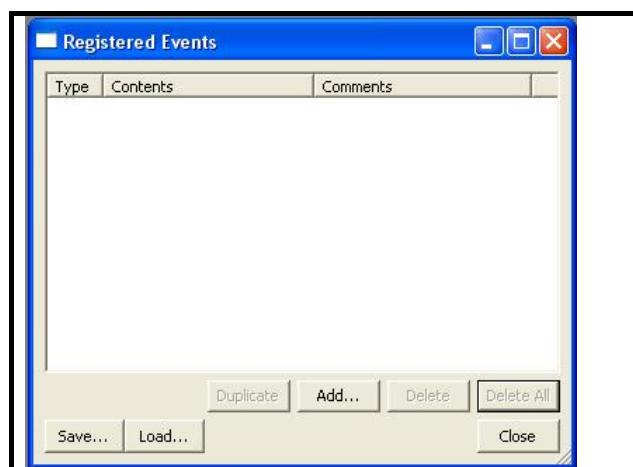 Registered Events
Type Contents Comments
Duplicate Add... Delete Delete All
Save... Load... Close